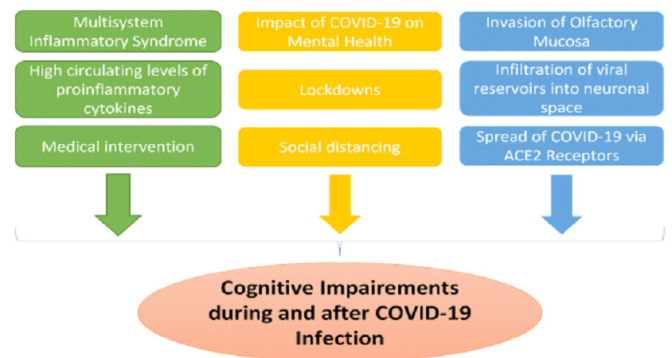 Multisystem
Inflammatory Syndrome
High circulating levels of
proinflammatory
cytokines
Medical intervention
Impact of COVID-19 on
Mental Health
Lockdowns
Social distancing
Invasion of Olfactory
Mucosa
Infiltration of viral
reservoirs into neuronal
space
Spread of COVID-19 via
ACE2 Receptors
Cognitive Impairments
during and after COVID-19
Infection